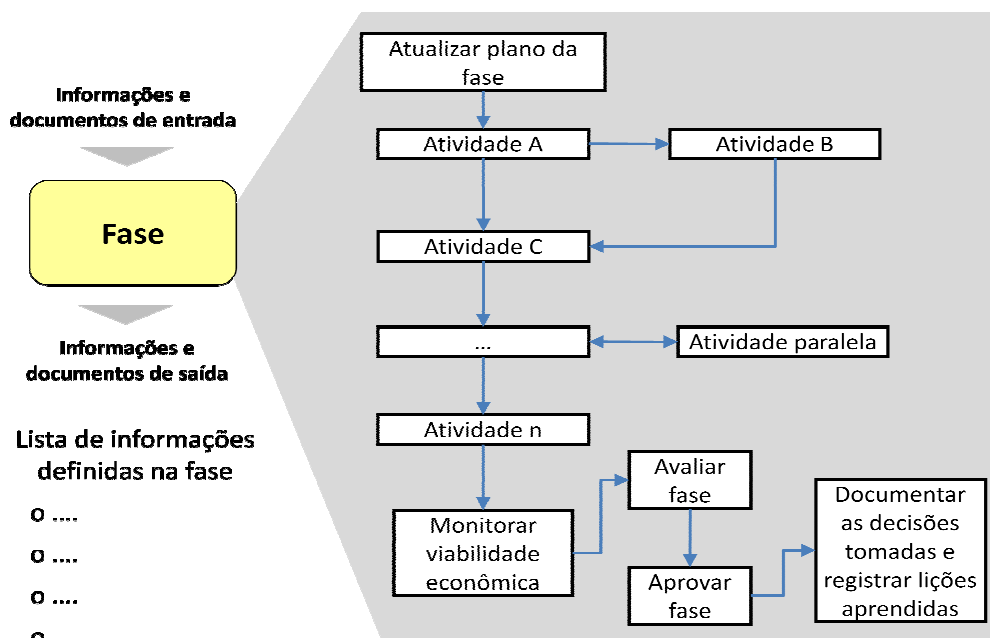 Informações e
documentos de entrada
Fase
Informações e
documentos de saída
Lista de informações
definidas na fase
o ....
o ....
o ....
Atualizar plano da
fase
Atividade A
Atividade B
Atividade C
...
Atividade paralela
Atividade n
Monitorar
viabilidade
econômica
Avaliar
fase
Aprovar
fase
Documentar
as decisões
tomadas e
registrar lições
aprendidas